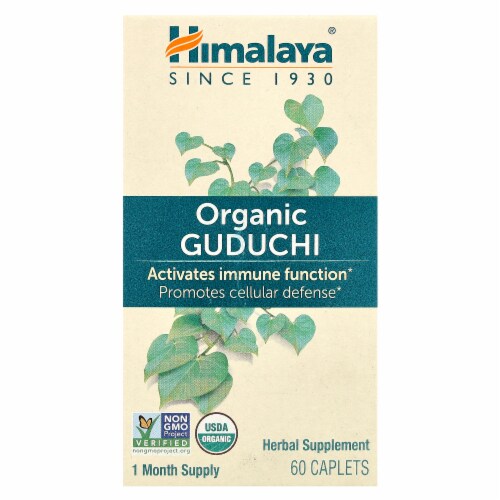 Himalaya®
SINCE 1930
Organic
GUDUCHI
Activates immune function*
Promotes cellular defense*
NON
GMO
Project
VERIFIED
nongmoproject.org
USDA
ORGANIC
1 Month Supply
Herbal Supplement
60 CAPLETS